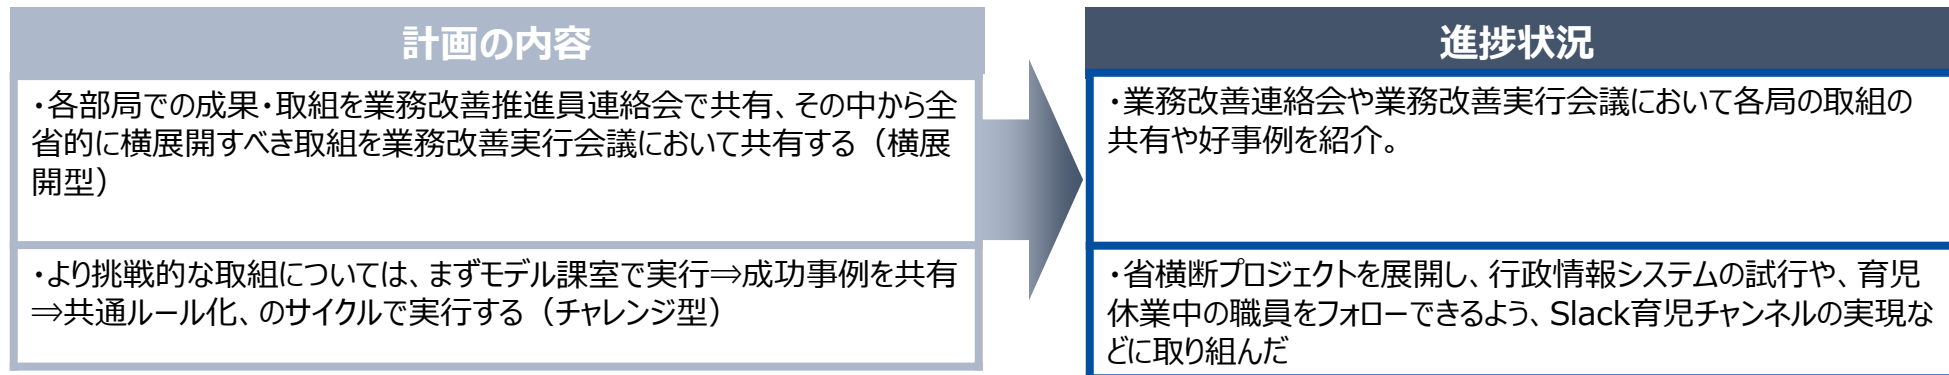 計画の内容
・各部局での成果・取組を業務改善推進員連絡会で共有、その中から全
省的に横展開すべき取組を業務改善実行会議において共有する（横展
開型）
・より挑戦的な取組については、まずモデル課室で実行⇒成功事例を共有
⇒共通ルール化、のサイクルで実行する（チャレンジ型）
進捗状況
・業務改善連絡会や業務改善実行会議において各局の取組の
共有や好事例を紹介。
・省横断プロジェクトを展開し、行政情報システムの試行や、育児
休業中の職員をフォローできるよう、Slack育児チャンネルの実現な
どに取り組んだ